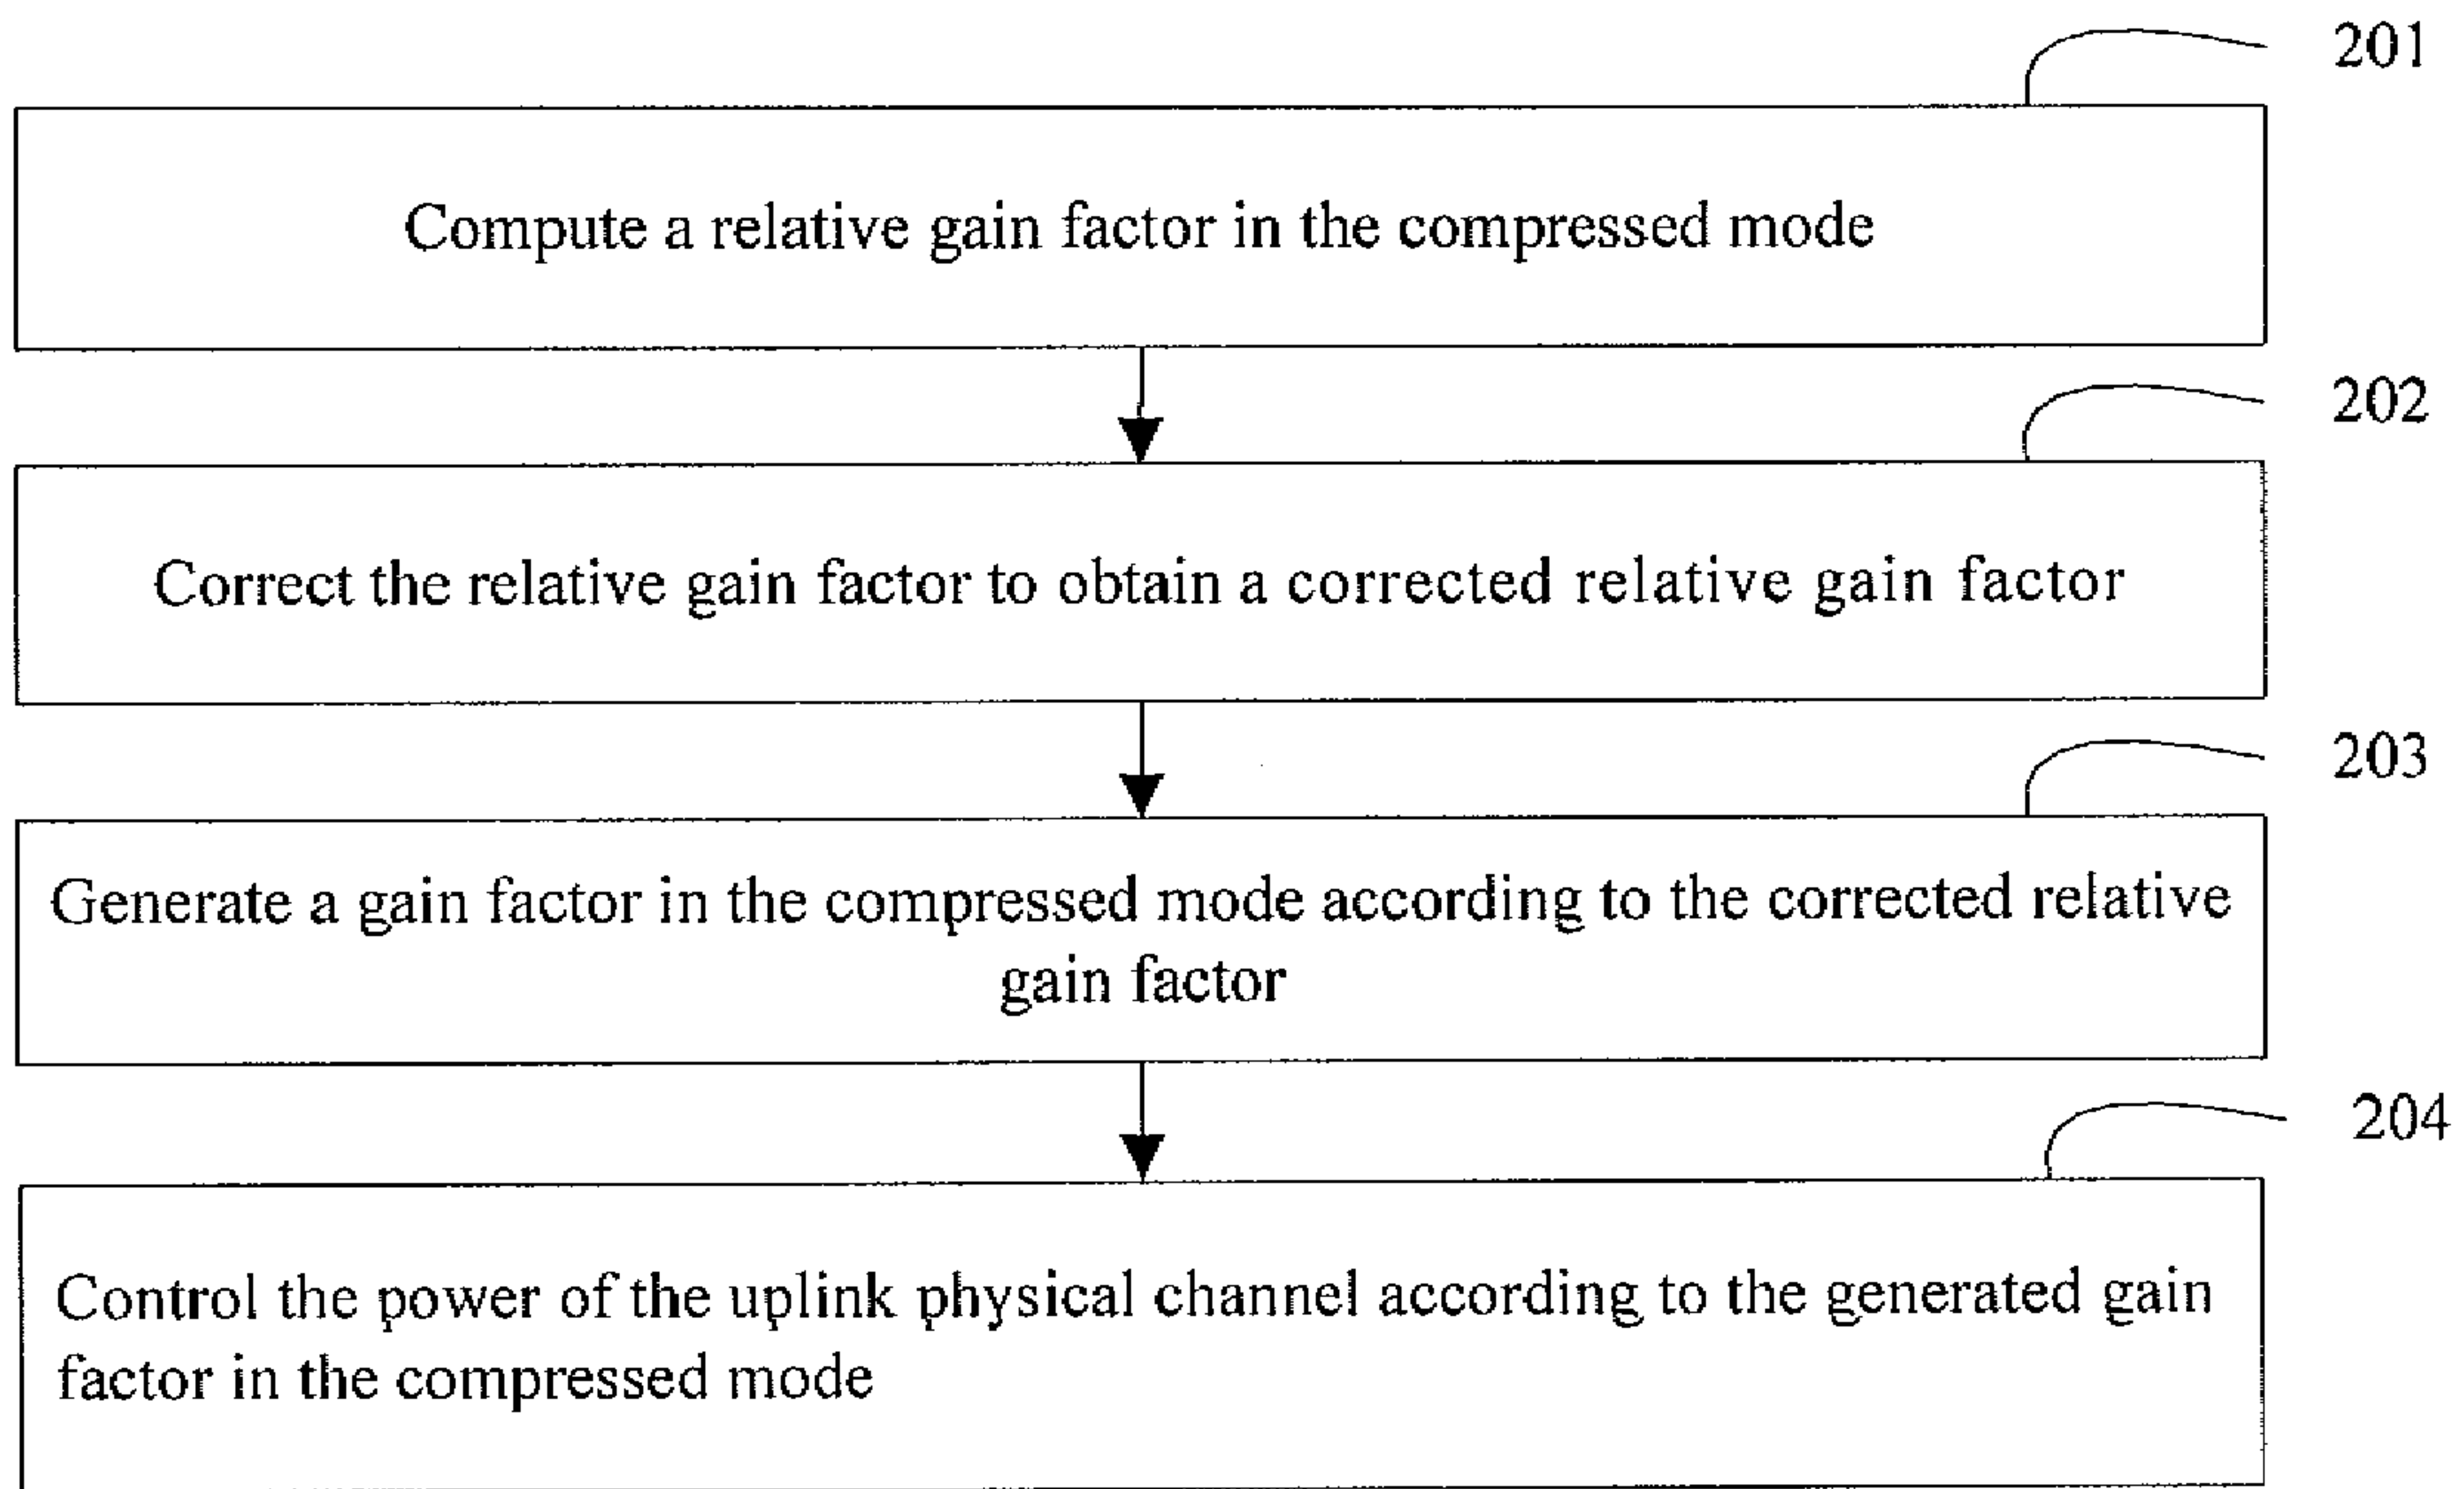 201
Compute a relative gain factor in the compressed mode
202
Correct the relative gain factor to obtain a corrected relative gain factor
203
Generate a gain factor in the compressed mode according to the corrected relative
gain factor
204
Control the power of the uplink physical channel according to the generated gain
factor in the compressed mode